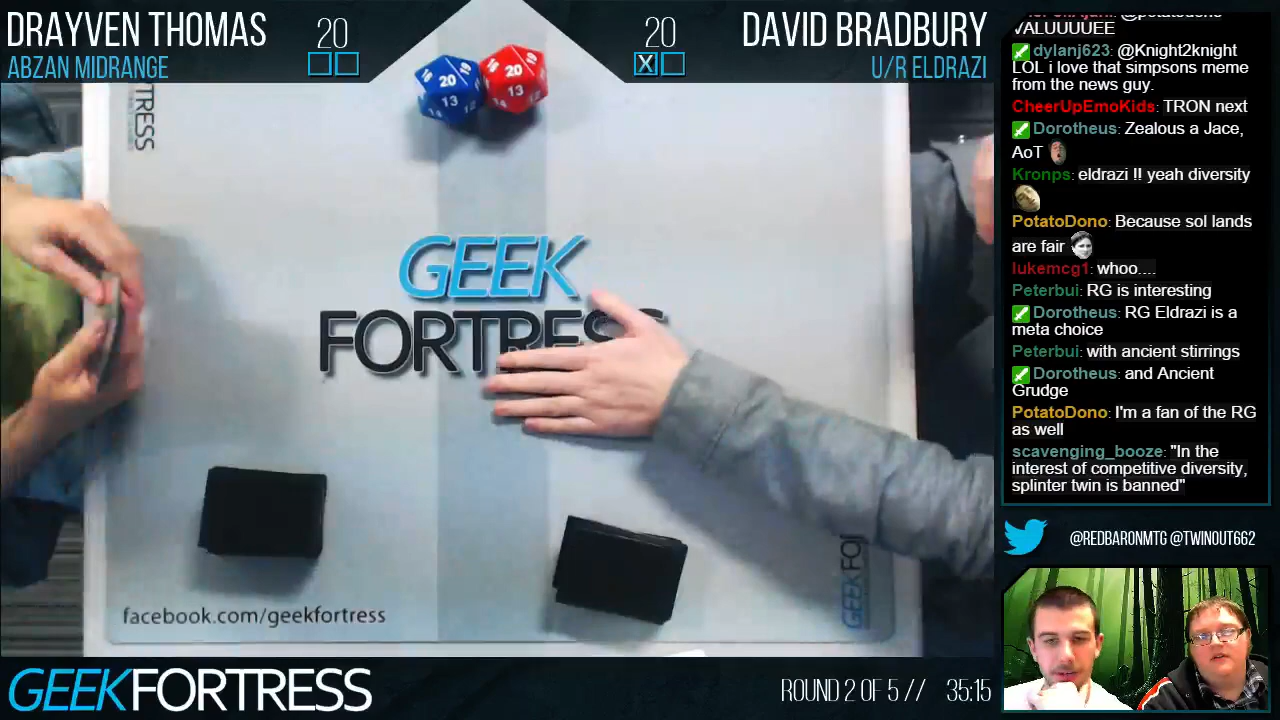 DRAYVEN THOMAS
20
20
DAVID BRADBURY
ABZAN MIDRANGE
X
U/R ELDRAZI
VALUUUUEE
dylanj623: @Knight2knight
LOL i love that simpsons meme
from the news guy.
CheerUpEmoKids: TRON next
Dorotheus: Zealous a Jace,
AoT
Kronps: eldrazi !! yeah diversity
PotatoDono: Because sol lands
are fair
lukemcg1: whoo....
Peterbui: RG is interesting
Dorotheus: RG Eldrazi is a
meta choice
Peterbui: with ancient stirrings
Dorotheus: and Ancient
Grudge
PotatoDono: I'm a fan of the RG
as well
scavenging_booze: "In the
interest of competitive diversity,
splinter twin is banned"
@REDBARONMTG @TWINOUT662
20
13
20
13
TRESS
GEEK
FORTRESS
GEEK FO
facebook.com/geekfortress
GEEKFORTRESS
ROUND 2 OF 5 // 35:15